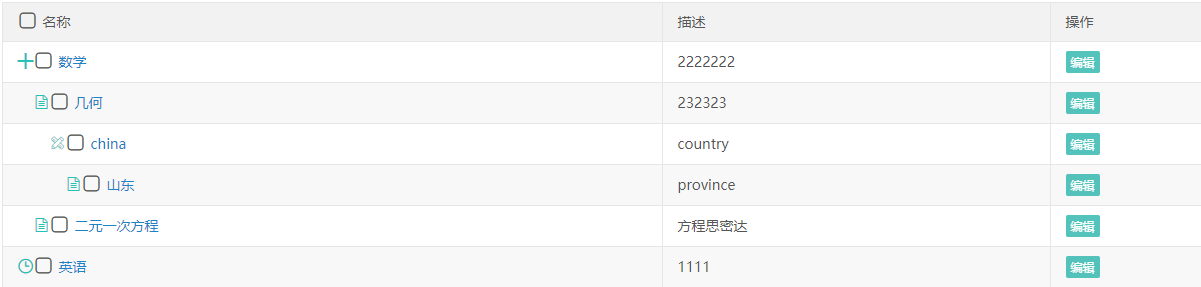 名称 描述 操作
数学 2222222 编辑
几何 232323 编辑
china country 编辑
山东 province 编辑
二元一次方程 方程思密达 编辑
英语 1111 编辑